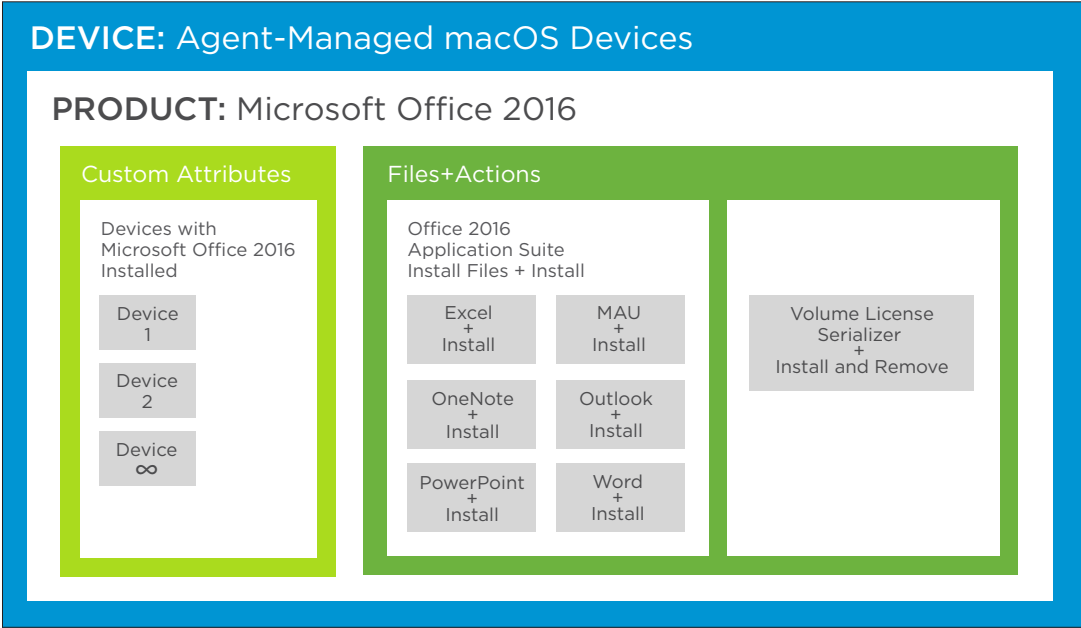 DEVICE: Agent-Managed macOS Devices
PRODUCT: Microsoft Office 2016
Custom Attributes
Devices with
Microsoft Office 2016
Installed
Device
1
Device
2
Device
∞
Files+Actions
Office 2016
Application Suite
Install Files + Install
Excel
+
Install
MAU
+
Install
OneNote
+
Install
Outlook
+
Install
PowerPoint
+
Install
Word
+
Install
Volume License
Serializer
+
Install and Remove